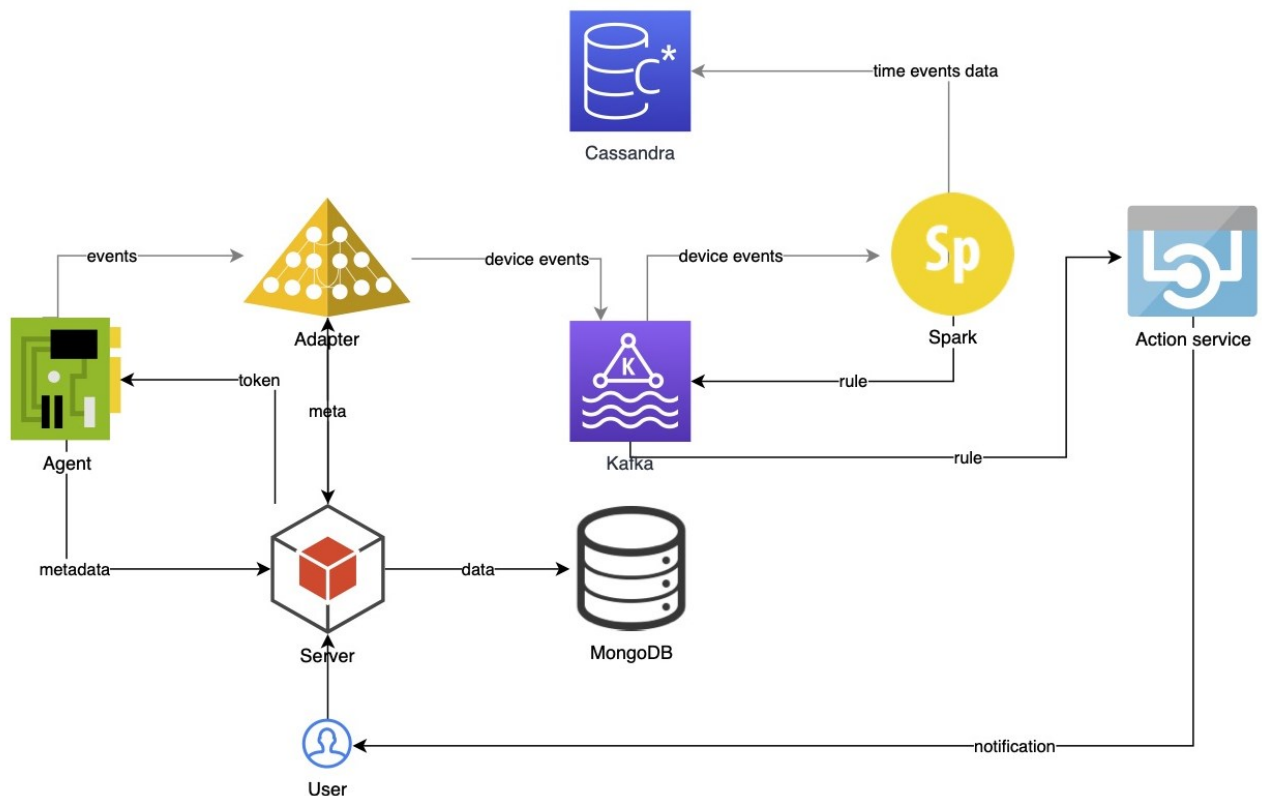 C*
time events data
Cassandra
events
device events
device events
Sp
Adapter
Spark
Action service
K
token
rule
meta
Agent
Kafka
rule
metadata
data
Server
MongoDB
notification
User